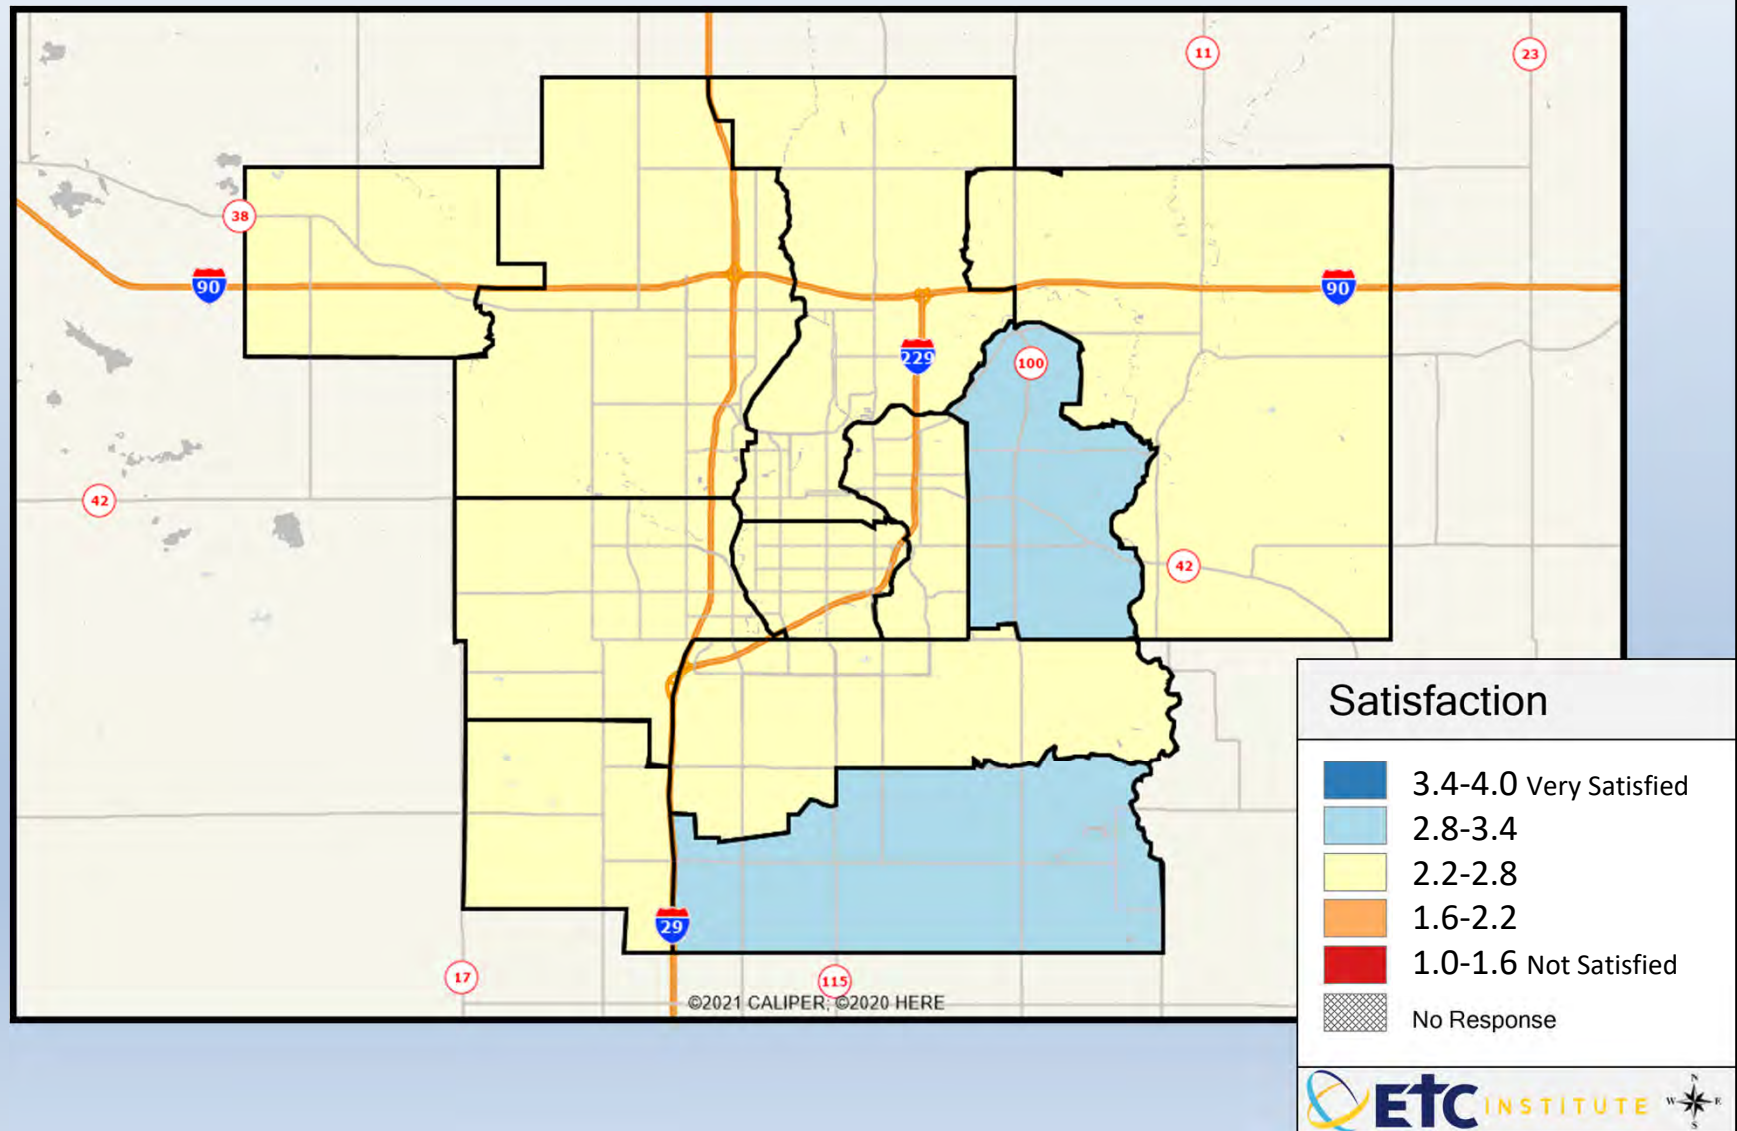 11
23
38
90
90
229
100
42
42
29
17
115
©2021 CALIPER; ©2020 HERE
Satisfaction
3.4-4.0 Very Satisfied
2.8-3.4
2.2-2.8
1.6-2.2
1.0-1.6 Not Satisfied
No Response
ETC INSTITUTE
N
W E
S